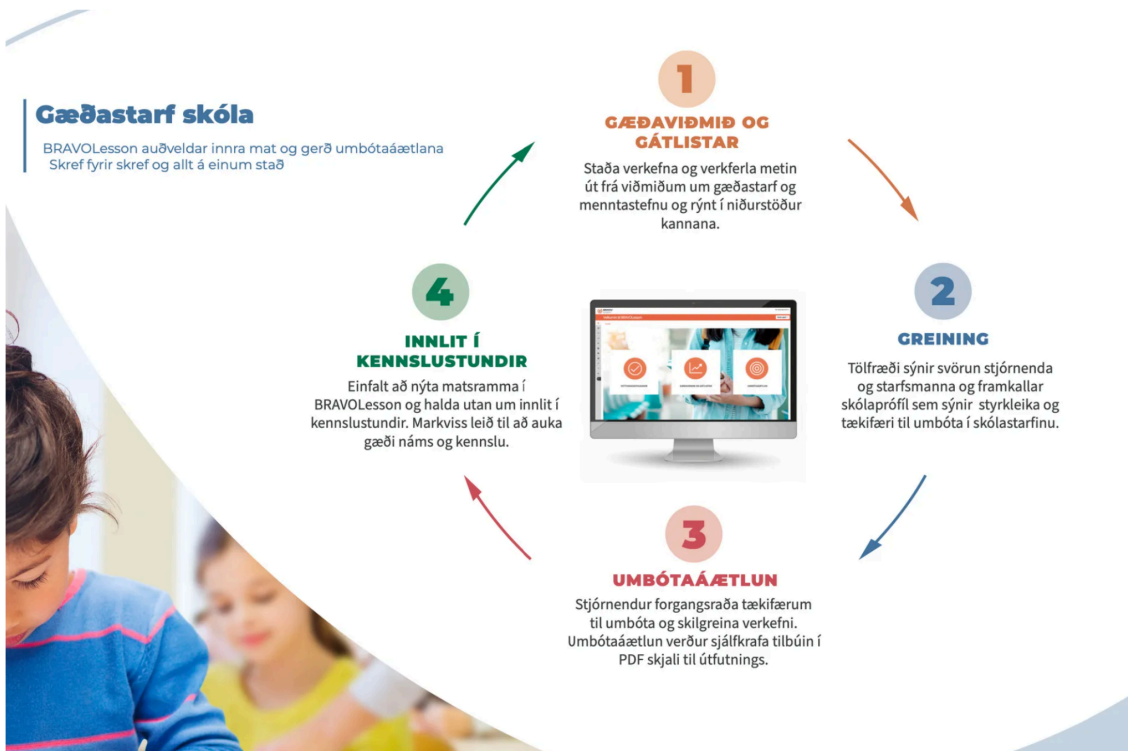 Gæðastarf skóla
BRAVOLesson auðveldar innra mat og gerð umbótaáætlana
Skref fyrir skref og allt á einum stað
1
GÆÐAVIÐMIÐ OG
GÁTLISTAR
Staða verkefna og verkferla metin
út frá viðmiðum um gæðastarf og
menntastefnu og rýnt í niðurstöður
kannana.
2
GREINING
Tölfræði sýnir svörun stjórnenda
og starfsmanna og framkallar
skólaprófíl sem sýnir styrkleika og
tækifæri til umbóta í skólastarfinu.
3
UMBÓTAÁÆTLUN
Stjórnendur forgangsraða tækifærum
til umbóta og skilgreina verkefni.
Umbótaáætlun verður sjálfkrafa tilbúin í
PDF skjali til útfutnings.
4
INNLIT Í
KENNSLUSTUNDIR
Einfalt að nýta matsramma í
BRAVOLesson og halda utan um innlit í
kennslustundir. Markviss leið til að auka
gæði náms og kennslu.